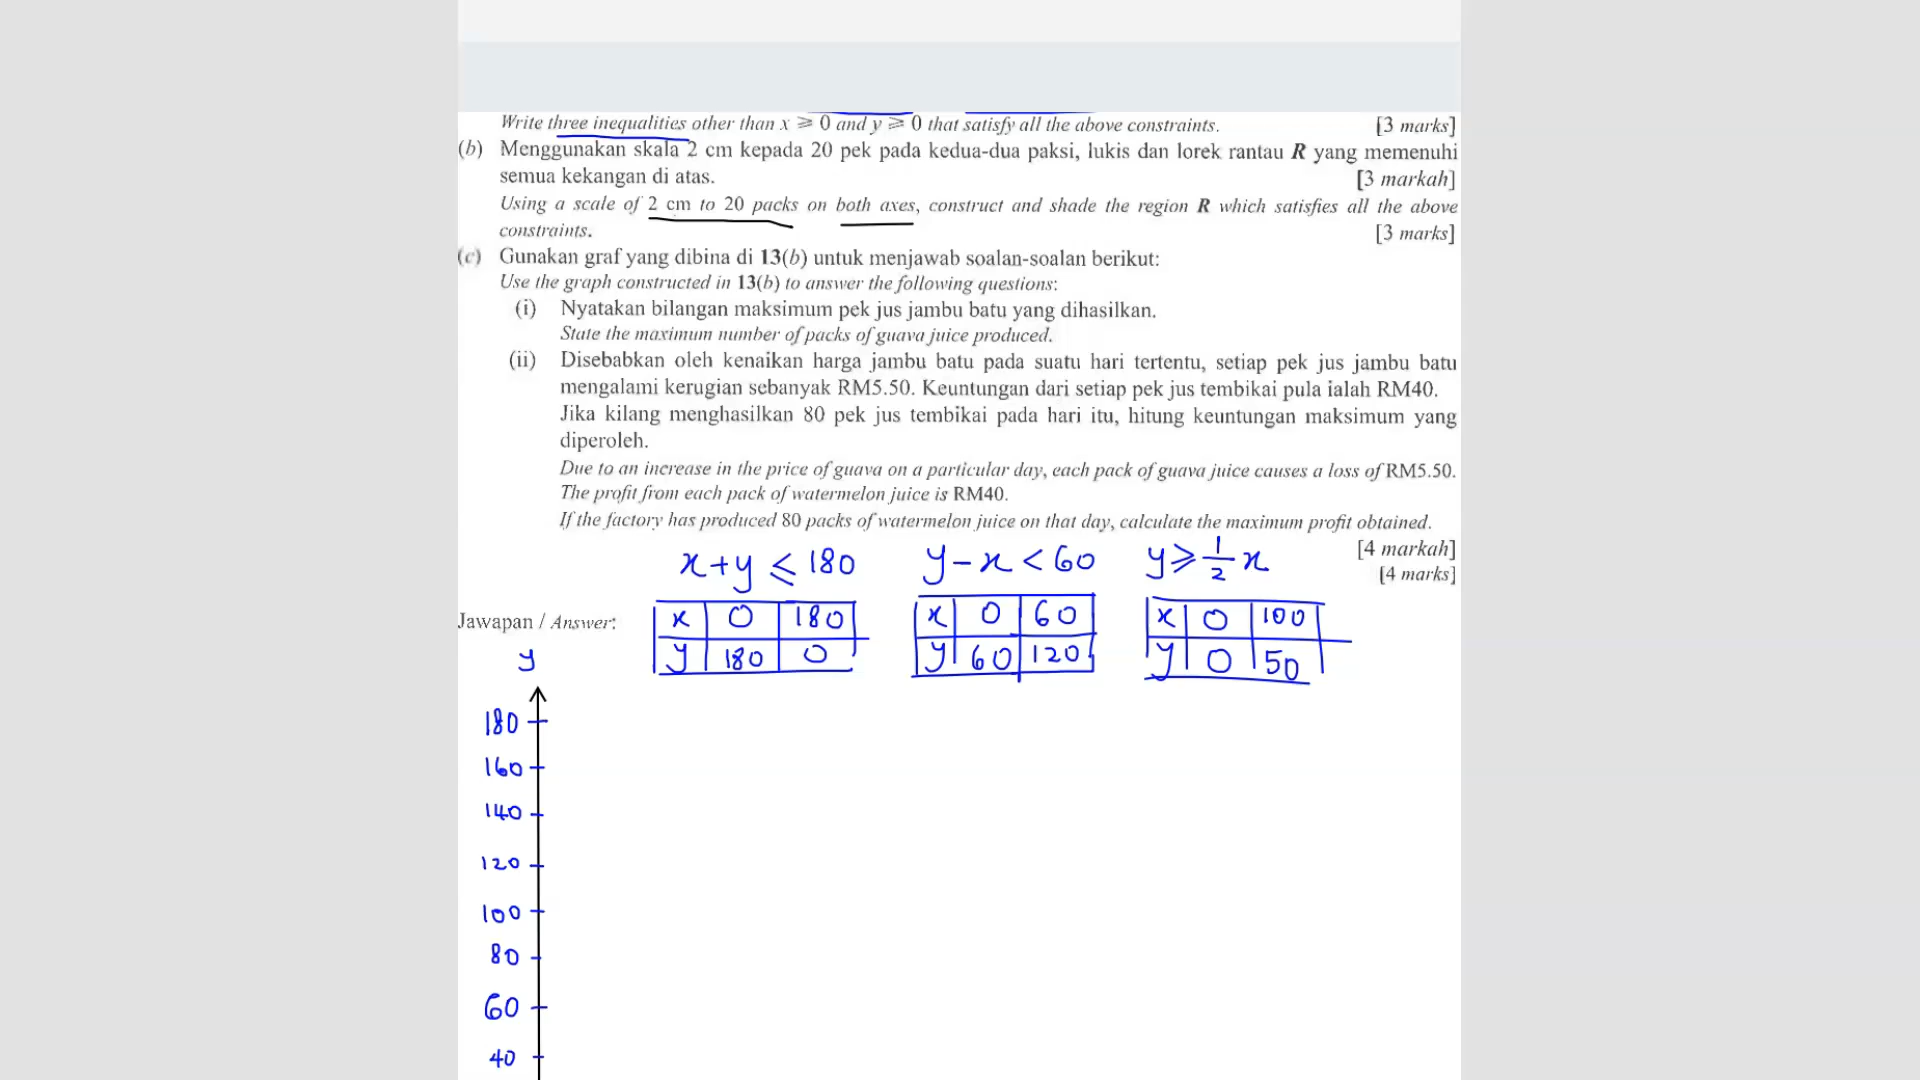 Write three inequalities other than x ⩾ 0 and y ⩾ 0 that satisfy all the above constraints. [3 marks]
(b) Menggunakan skala 2 cm kepada 20 pek pada kedua-dua paksi, lukis dan lorek rantau R yang memenuhi
semua kekangan di atas. [3 markah]
Using a scale of 2 cm to 20 packs on both axes, construct and shade the region R which satisfies all the above
constraints. [3 marks]
(c) Gunakan graf yang dibina di 13(b) untuk menjawab soalan-soalan berikut:
Use the graph constructed in 13(b) to answer the following questions:
(i) Nyatakan bilangan maksimum pek jus jambu batu yang dihasilkan.
State the maximum number of packs of guava juice produced.
(ii) Disebabkan oleh kenaikan harga jambu batu pada suatu hari tertentu, setiap pek jus jambu batu
mengalami kerugian sebanyak RM5.50. Keuntungan dari setiap pek jus tembikai pula ialah RM40.
Jika kilang menghasilkan 80 pek jus tembikai pada hari itu, hitung keuntungan maksimum yang
diperoleh.
Due to an increase in the price of guava on a particular day, each pack of guava juice causes a loss of RM5.50.
The profit from each pack of watermelon juice is RM40.
If the factory has produced 80 packs of watermelon juice on that day, calculate the maximum profit obtained.
[4 markah]
[4 marks]
x + y ⩽ 180 y - x < 60 y ⩾ 1/2 x
Jawapan / Answer:
x 0 180 x 0 60 x 0 100
y 180 0 y 60 120 y 0 50
y
180
160
140
120
100
80
60
40